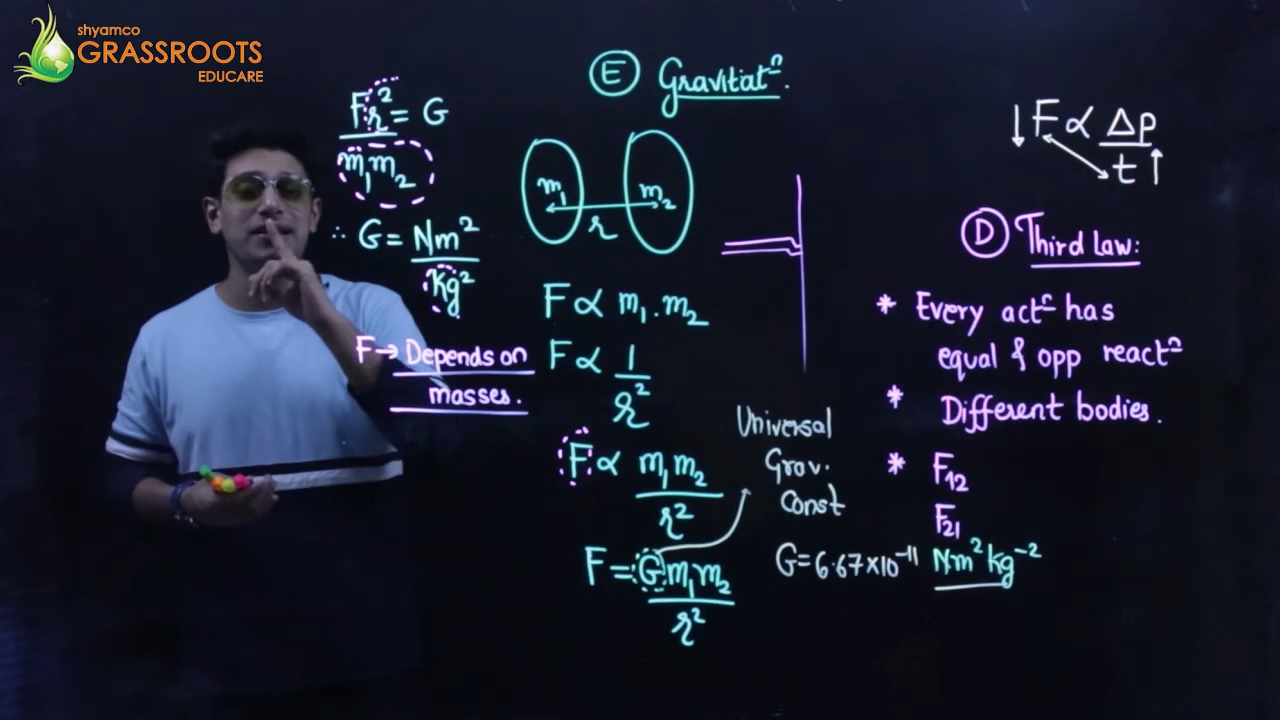 shyamco
GRASSROOTS
EDUCARE
Ⓔ Gravitatⁿ.
Fr² = G
m₁m₂
∴ G = Nm²
kg²
F → Depends on
masses.
m₁ m₂
r
F ∝ m₁.m₂
F ∝ 1
r²
F ∝ m₁m₂
r²
F = Gm₁m₂
r²
Universal
Grav.
Const
G = 6.67×10⁻¹¹ Nm²kg⁻²
↓F ∝ Δp
t↑
Ⓓ Third Law:
* Every actⁿ has
equal & opp reactⁿ
* Different bodies.
* F₁₂
F₂₁